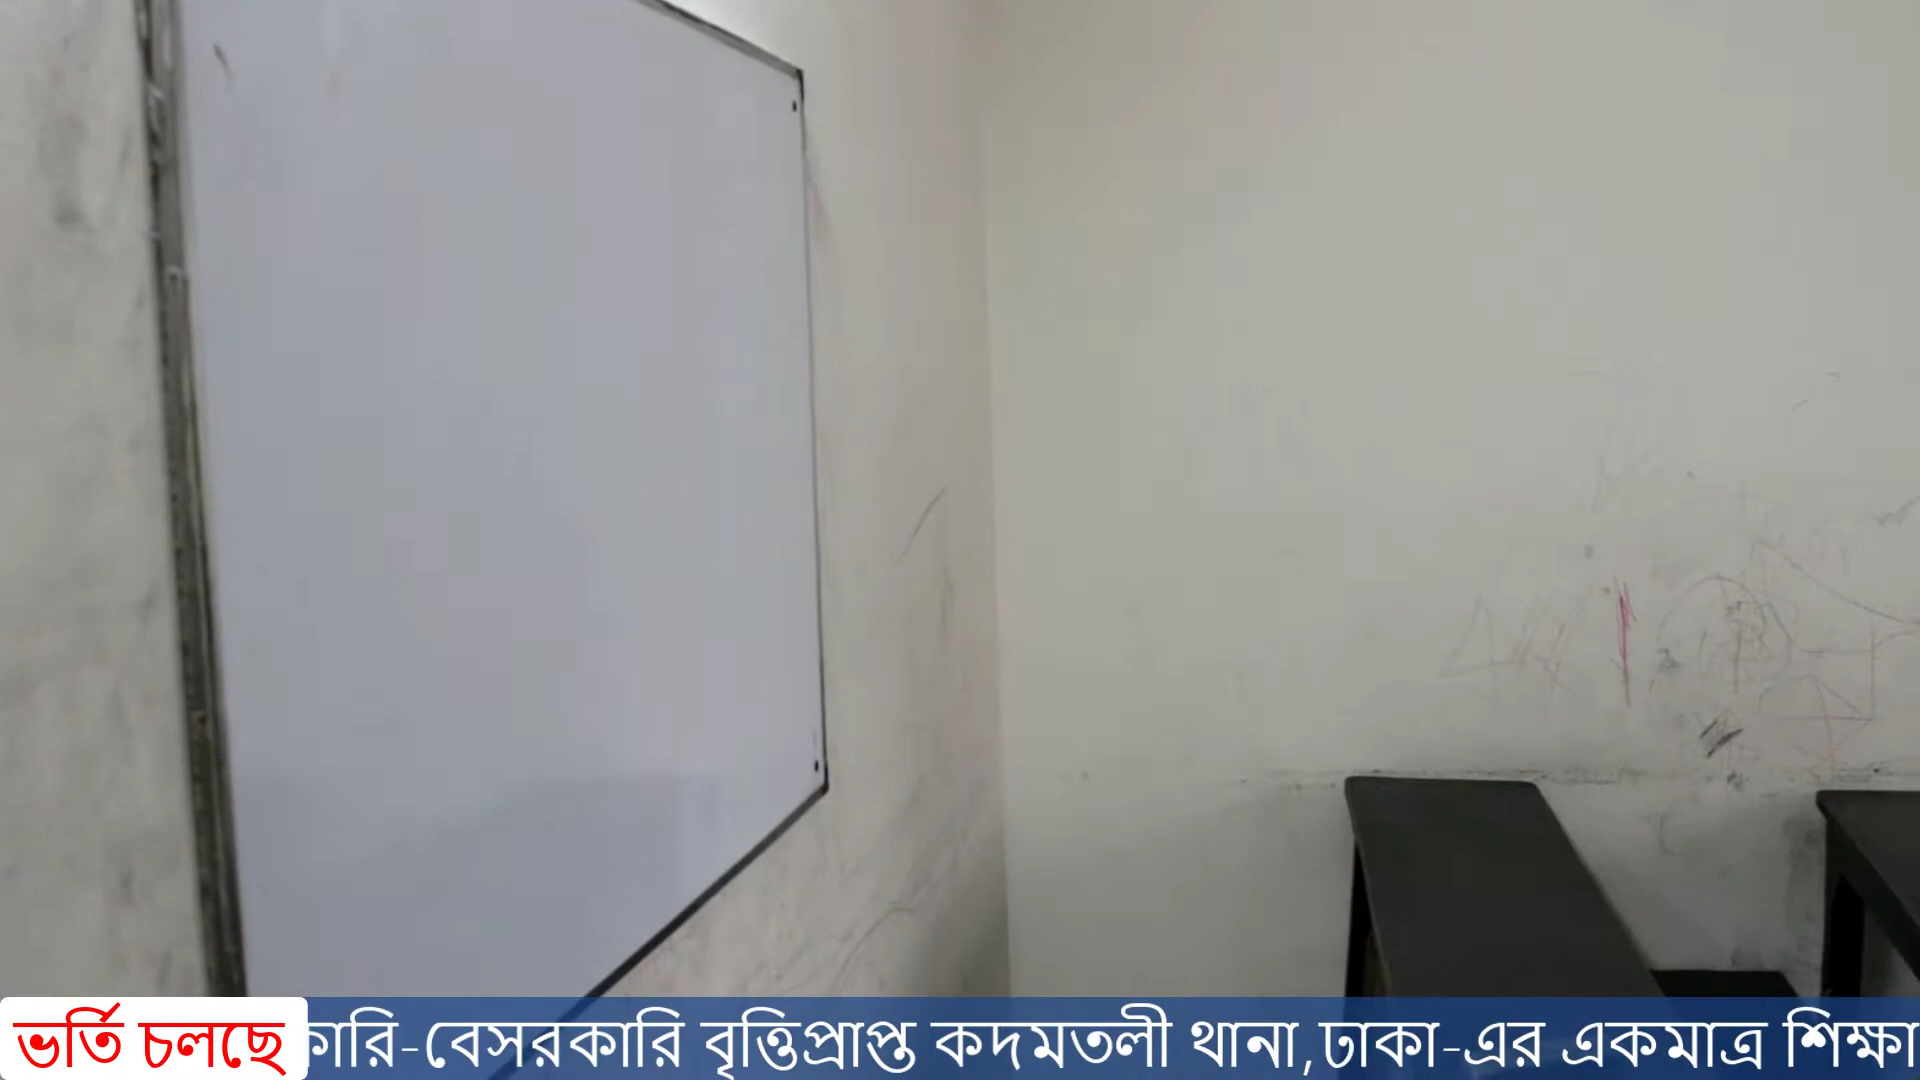 ভর্তি চলছে
কারি-বেসরকারি বৃত্তিপ্রাপ্ত কদমতলী থানা,ঢাকা-এর একমাত্র শিক্ষা